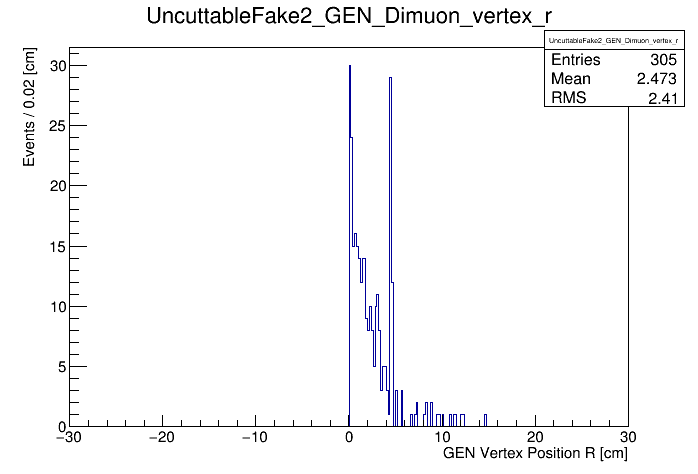 UncuttableFake2_GEN_Dimuon_vertex_r
UncuttableFake2_GEN_Dimuon_vertex_r
Entries 305
Mean 2.473
RMS 2.41
Events / 0.02 [cm]
30
25
20
15
10
5
0
−30 −20 −10 0 10 20 30
GEN Vertex Position R [cm]